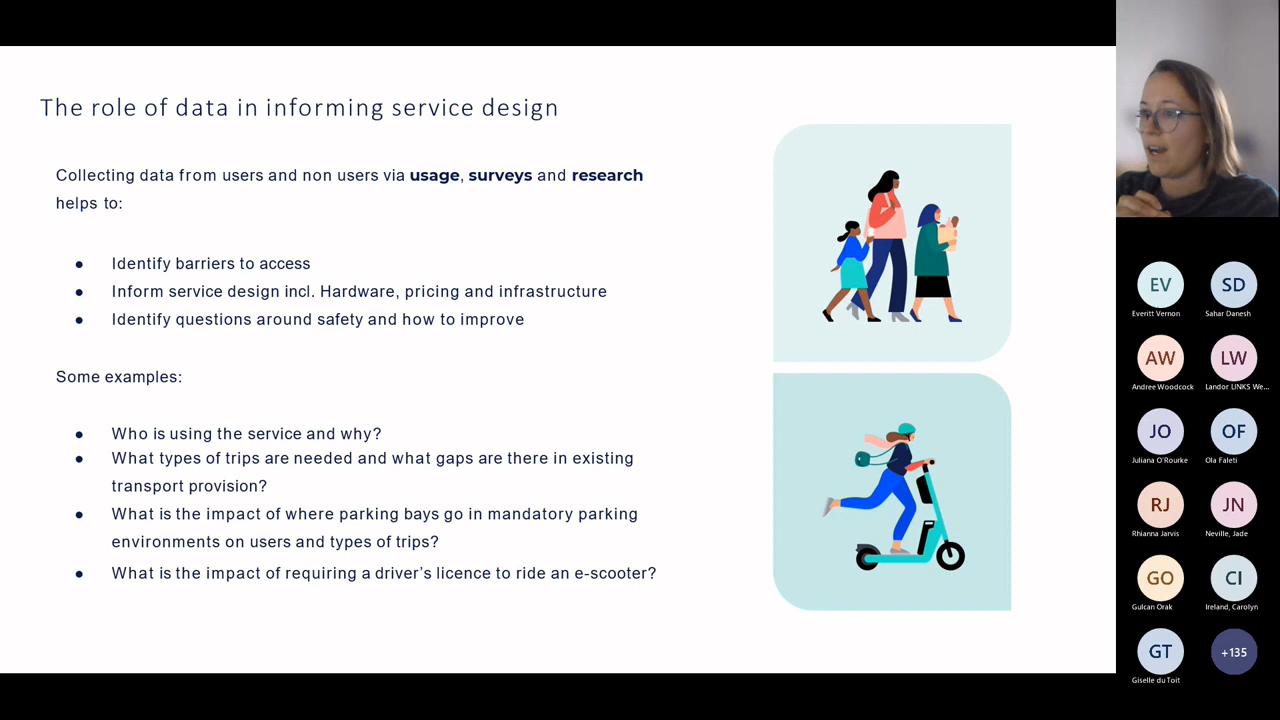 The role of data in informing service design
Collecting data from users and non users via usage, surveys and research
helps to:
● Identify barriers to access
● Inform service design incl. Hardware, pricing and infrastructure
● Identify questions around safety and how to improve
Some examples:
● Who is using the service and why?
● What types of trips are needed and what gaps are there in existing
transport provision?
● What is the impact of where parking bays go in mandatory parking
environments on users and types of trips?
● What is the impact of requiring a driver’s licence to ride an e-scooter?
EV
Everitt Vernon
SD
Sahar Danesh
AW
Andree Woodcock
LW
Landor LINKS We...
JO
Juliana O'Rourke
OF
Ola Faleti
RJ
Rhianna Jarvis
JN
Neville, Jade
GO
Gulcan Orak
CI
Ireland, Carolyn
GT
Giselle du Toit
+135